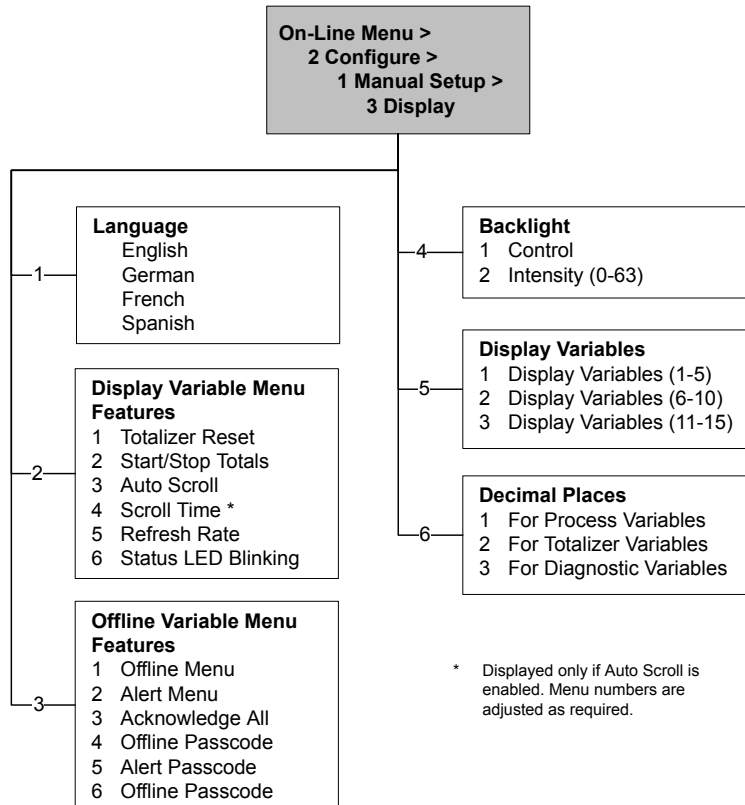 On-Line Menu >
2 Configure >
1 Manual Setup >
3 Display
1
Language
English
German
French
Spanish
2
Display Variable Menu
Features
1 Totalizer Reset
2 Start/Stop Totals
3 Auto Scroll
4 Scroll Time *
5 Refresh Rate
6 Status LED Blinking
3
Offline Variable Menu
Features
1 Offline Menu
2 Alert Menu
3 Acknowledge All
4 Offline Passcode
5 Alert Passcode
6 Offline Passcode
4
Backlight
1 Control
2 Intensity (0-63)
5
Display Variables
1 Display Variables (1-5)
2 Display Variables (6-10)
3 Display Variables (11-15)
6
Decimal Places
1 For Process Variables
2 For Totalizer Variables
3 For Diagnostic Variables
* Displayed only if Auto Scroll is
enabled. Menu numbers are
adjusted as required.